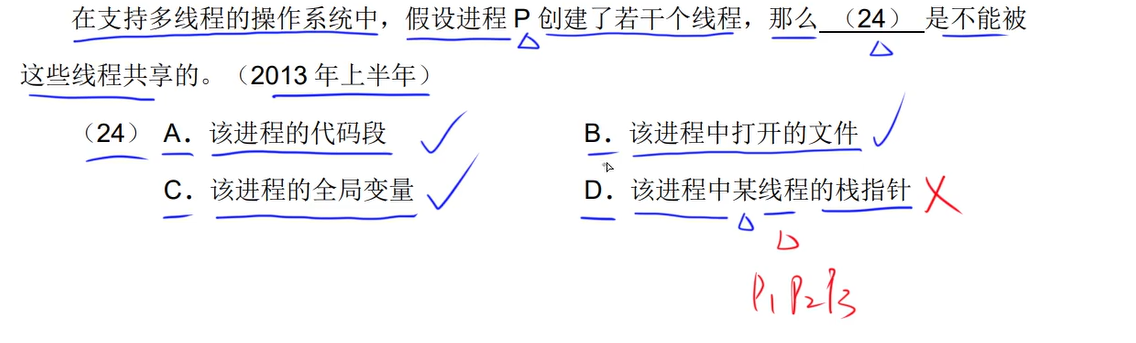 在支持多线程的操作系统中，假设进程 P 创建了若干个线程，那么 （24） 是不能被
这些线程共享的。（2013 年上半年）
（24） A．该进程的代码段 B．该进程中打开的文件
C．该进程的全局变量 D．该进程中某线程的栈指针
P1 P2 P3